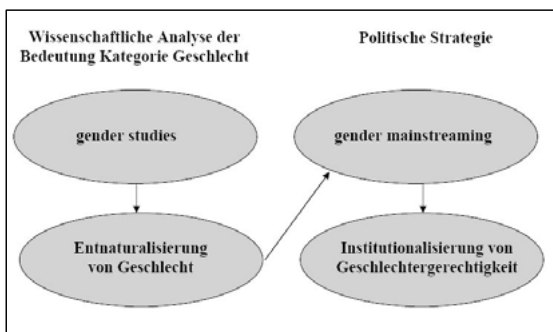 Wissenschaftliche Analyse der
Bedeutung Kategorie Geschlecht
Politische Strategie
gender studies
gender mainstreaming
Entnaturalisierung
von Geschlecht
Institutionalisierung von
Geschlechtergerechtigkeit